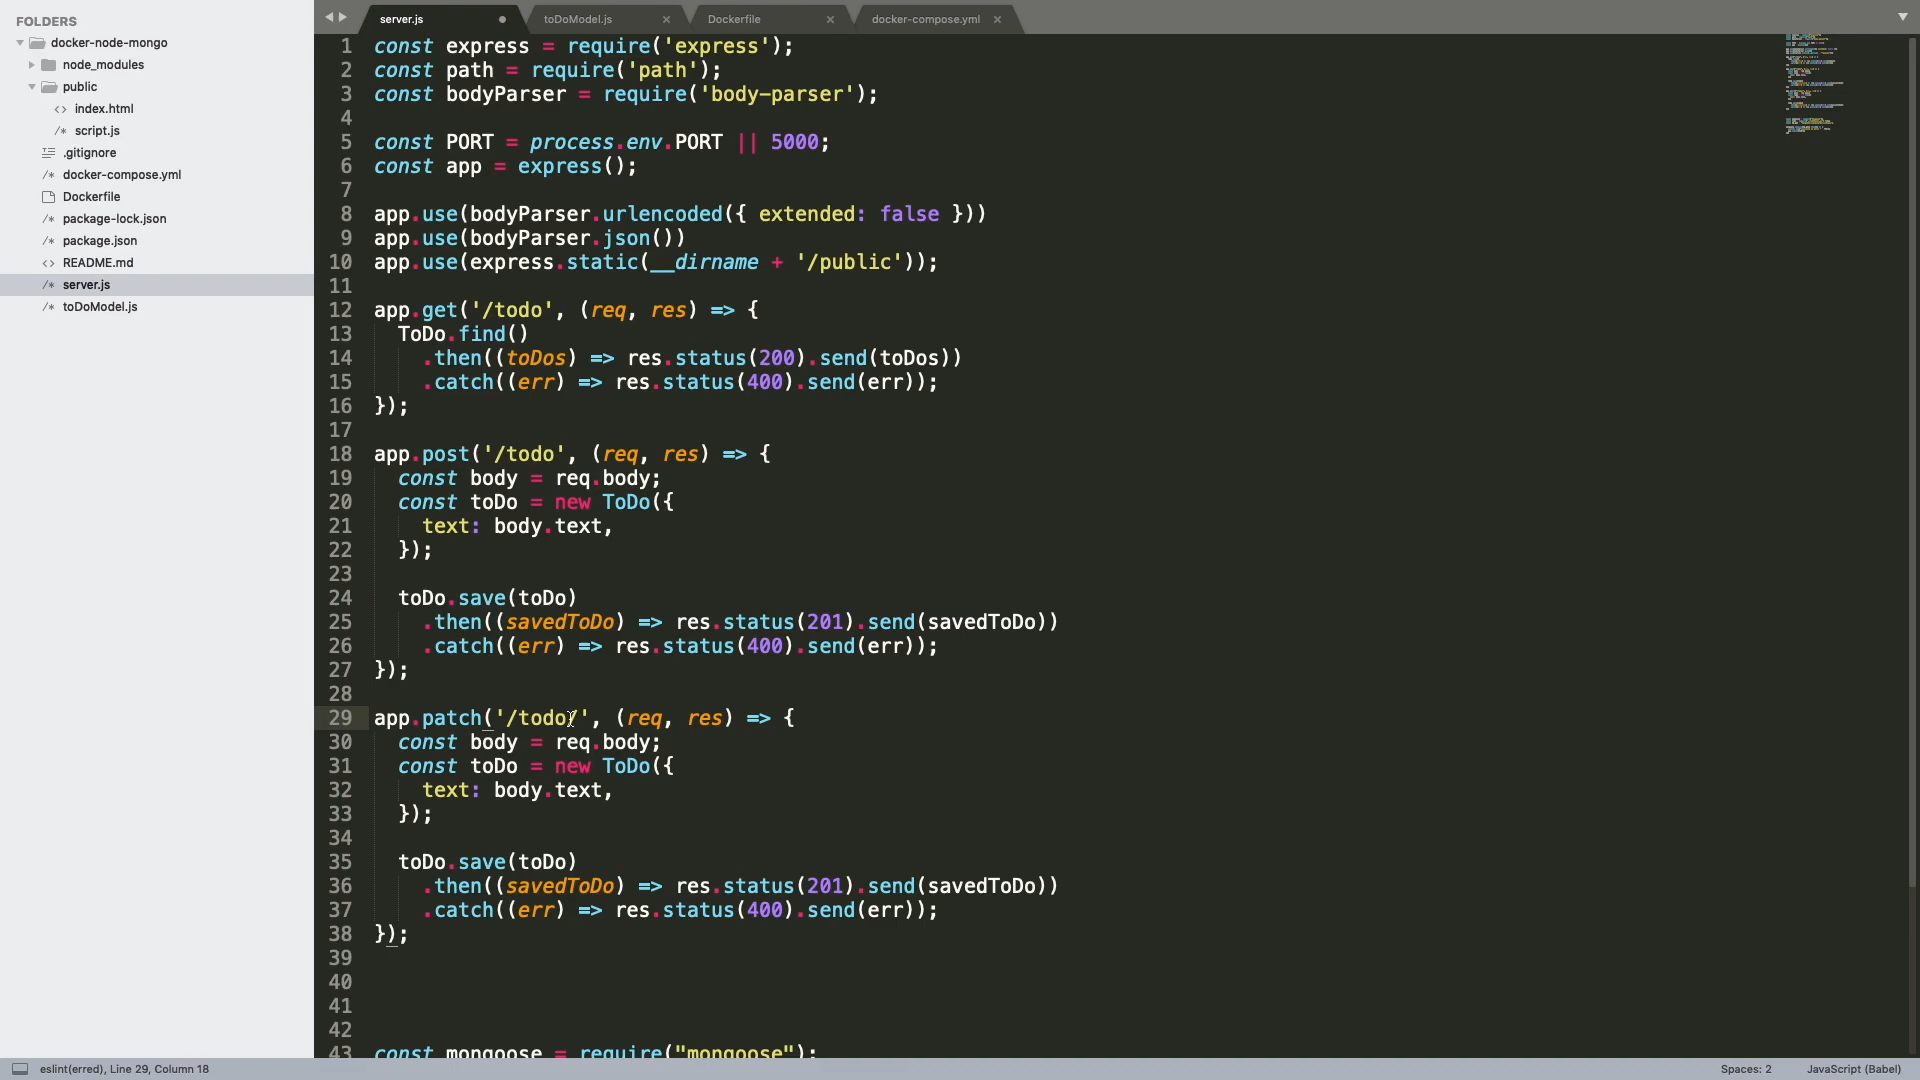 FOLDERS
docker-node-mongo
node_modules
public
<> index.html
/* script.js
.gitignore
/* docker-compose.yml
Dockerfile
/* package-lock.json
/* package.json
<> README.md
/* server.js
/* toDoModel.js
server.js
toDoModel.js
Dockerfile
docker-compose.yml
1 const express = require('express');
2 const path = require('path');
3 const bodyParser = require('body-parser');
4
5 const PORT = process.env.PORT || 5000;
6 const app = express();
7
8 app.use(bodyParser.urlencoded({ extended: false }))
9 app.use(bodyParser.json())
10 app.use(express.static(__dirname + '/public'));
11
12 app.get('/todo', (req, res) => {
13 ToDo.find()
14 .then((toDos) => res.status(200).send(toDos))
15 .catch((err) => res.status(400).send(err));
16 });
17
18 app.post('/todo', (req, res) => {
19 const body = req.body;
20 const toDo = new ToDo({
21 text: body.text,
22 });
23
24 toDo.save(toDo)
25 .then((savedToDo) => res.status(201).send(savedToDo))
26 .catch((err) => res.status(400).send(err));
27 });
28
29 app.patch('/todo/', (req, res) => {
30 const body = req.body;
31 const toDo = new ToDo({
32 text: body.text,
33 });
34
35 toDo.save(toDo)
36 .then((savedToDo) => res.status(201).send(savedToDo))
37 .catch((err) => res.status(400).send(err));
38 });
39
40
41
42
43 const mongoose = require("mongoose");
eslint(erred), Line 29, Column 18
Spaces: 2
JavaScript (Babel)